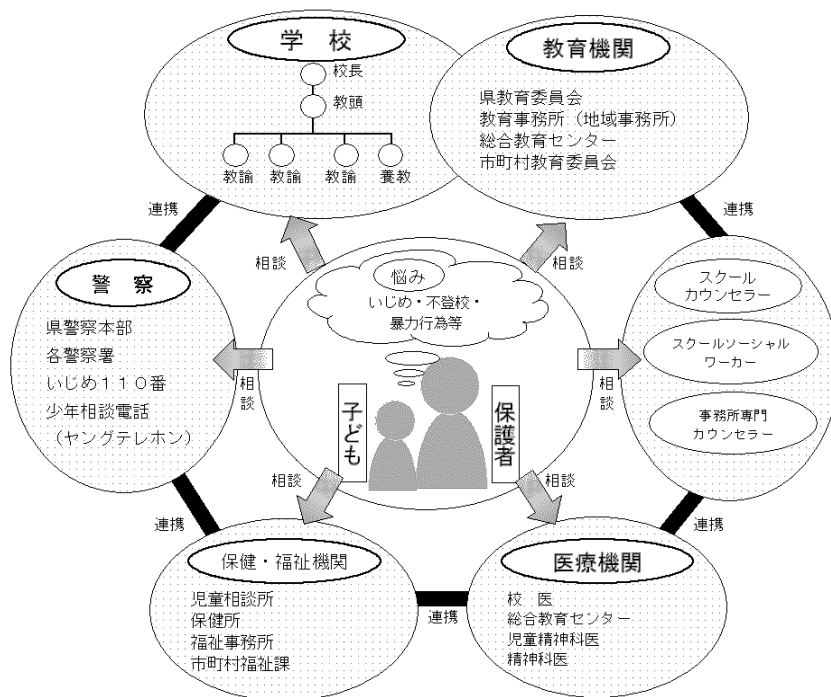 学　校
校長
教頭
教諭
教諭
教諭
養教
教育機関
県教育委員会
教育事務所（地域事務所）
総合教育センター
市町村教育委員会
連携
連携
相談
相談
悩み
いじめ・不登校・
暴力行為等
警　察
県警察本部
各警察署
いじめ１１０番
少年相談電話
（ヤングテレホン）
相談
子ども
保護者
相談
スクール
カウンセラー
スクールソーシャル
ワーカー
事務所専門
カウンセラー
相談
相談
連携
連携
保健・福祉機関
児童相談所
保健所
福祉事務所
市町村福祉課
連携
医療機関
校　医
総合教育センター
児童精神科医
精神科医